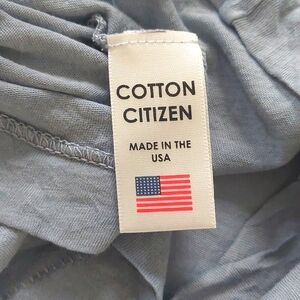 COTTON
CITIZEN
MADE IN THE
USA